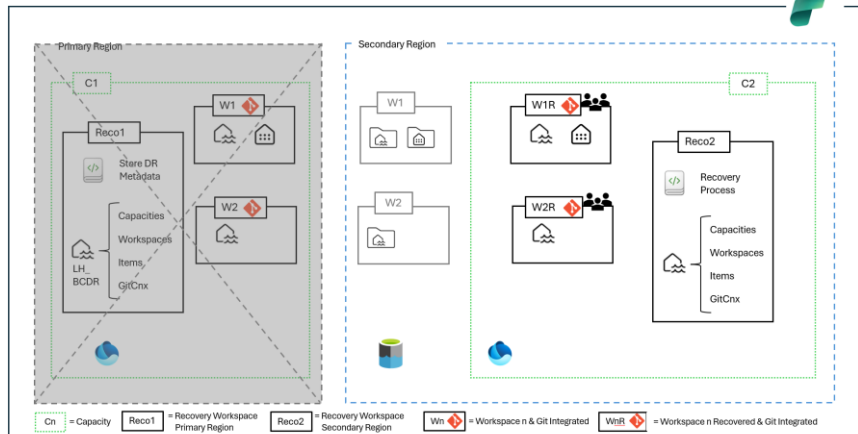 Primary Region
C1
W1
Reco1
Store DR
Metadata
Capacities
Workspaces
Items
GitCnx
LH_
BCDR
W2
Secondary Region
W1
W2
C2
W1R
W2R
Reco2
Recovery
Process
Capacities
Workspaces
Items
GitCnx
Cn = Capacity
Reco1 = Recovery Workspace
Primary Region
Reco2 = Recovery Workspace
Secondary Region
Wn = Workspace n & Git Integrated
WnR = Workspace n Recovered & Git Integrated